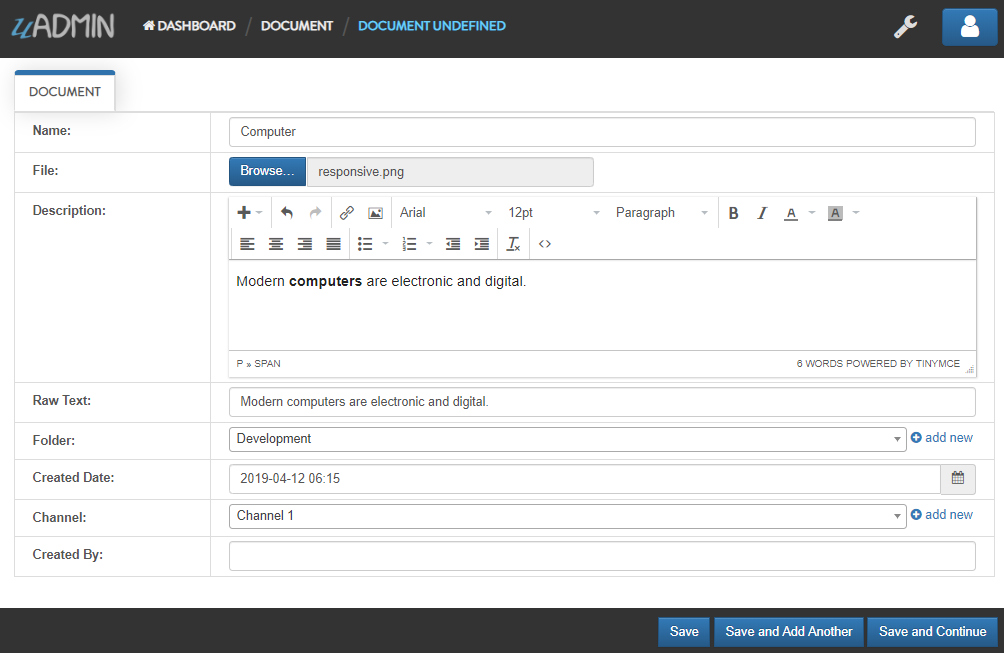 uADMIN DASHBOARD / DOCUMENT / DOCUMENT UNDEFINED
DOCUMENT
Name: Computer
File: Browse... responsive.png
Description: Arial 12pt Paragraph B I A A
Modern computers are electronic and digital.
P » SPAN 6 WORDS POWERED BY TINYMCE
Raw Text: Modern computers are electronic and digital.
Folder: Development add new
Created Date: 2019-04-12 06:15
Channel: Channel 1 add new
Created By:
Save Save and Add Another Save and Continue